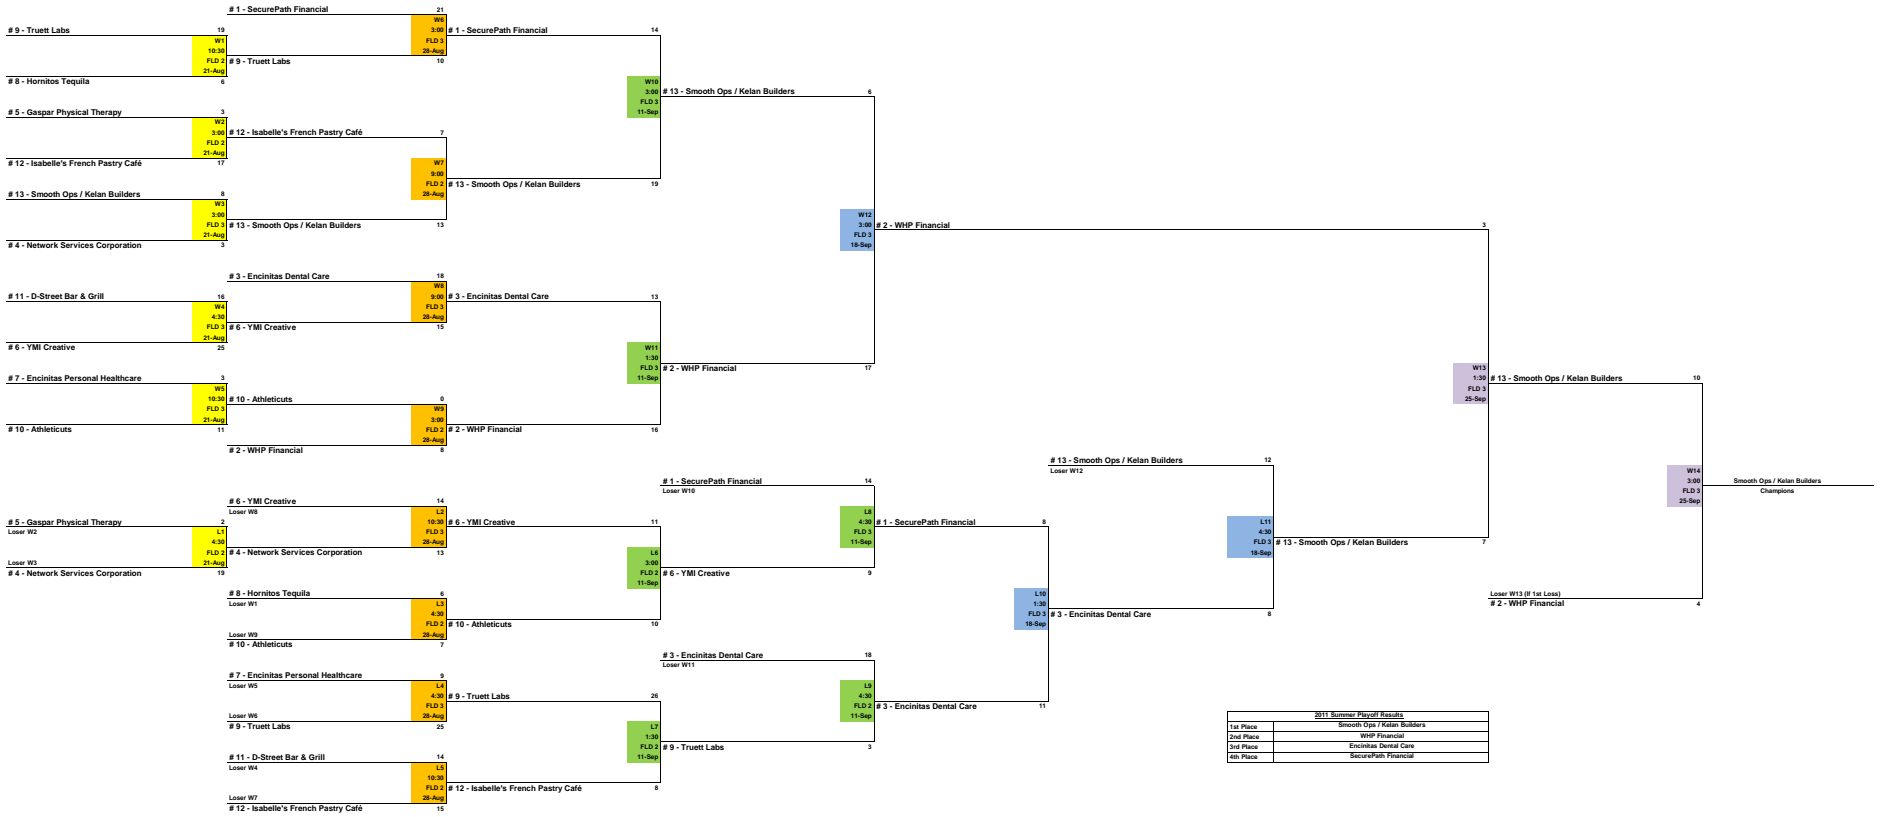 # 1 - SecurePath Financial 21
# 9 - Truett Labs 19
W1
10:30
FLD 2
21-Aug
# 8 - Hornitos Tequila 6
W6
3:00
FLD 3
28-Aug
# 9 - Truett Labs 10
# 5 - Gaspar Physical Therapy 3
W2
3:00
FLD 2
21-Aug
# 12 - Isabelle's French Pastry Café 17
# 12 - Isabelle's French Pastry Café 7
W7
9:00
FLD 2
28-Aug
# 13 - Smooth Ops / Kelan Builders 8
W3
3:00
FLD 3
21-Aug
# 4 - Network Services Corporation 3
# 13 - Smooth Ops / Kelan Builders 13
# 1 - SecurePath Financial 14
W10
3:00
FLD 3
11-Sep
# 13 - Smooth Ops / Kelan Builders 19
# 3 - Encinitas Dental Care 18
# 11 - D-Street Bar & Grill 16
W4
4:30
FLD 3
21-Aug
# 6 - YMI Creative 25
W8
9:00
FLD 3
28-Aug
# 6 - YMI Creative 15
# 7 - Encinitas Personal Healthcare 3
W5
10:30
FLD 3
21-Aug
# 10 - Athleticuts 11
# 10 - Athleticuts 0
W9
3:00
FLD 2
28-Aug
# 2 - WHP Financial 8
# 3 - Encinitas Dental Care 13
W11
1:30
FLD 3
11-Sep
# 2 - WHP Financial 16
# 13 - Smooth Ops / Kelan Builders 6
W12
3:00
FLD 3
18-Sep
# 2 - WHP Financial 17
# 2 - WHP Financial 3
W13
1:30
FLD 3
25-Sep
# 13 - Smooth Ops / Kelan Builders 7
# 13 - Smooth Ops / Kelan Builders 10
W14
3:00
FLD 3
25-Sep
Loser W13 (If 1st Loss)
# 2 - WHP Financial 4
Smooth Ops / Kelan Builders
Champions
# 5 - Gaspar Physical Therapy 2
Loser W2
L1
4:30
FLD 2
21-Aug
Loser W3
# 4 - Network Services Corporation 19
# 6 - YMI Creative 14
Loser W8
L2
10:30
FLD 3
28-Aug
# 4 - Network Services Corporation 13
# 8 - Hornitos Tequila 6
Loser W1
L3
4:30
FLD 2
28-Aug
Loser W9
# 10 - Athleticuts 7
# 7 - Encinitas Personal Healthcare 9
Loser W5
L4
4:30
FLD 3
28-Aug
Loser W6
# 9 - Truett Labs 25
# 11 - D-Street Bar & Grill 14
Loser W4
L5
10:30
FLD 2
28-Aug
Loser W7
# 12 - Isabelle's French Pastry Café 15
# 6 - YMI Creative 11
L6
3:00
FLD 2
11-Sep
# 10 - Athleticuts 10
# 9 - Truett Labs 26
L7
1:30
FLD 2
11-Sep
# 12 - Isabelle's French Pastry Café 8
# 1 - SecurePath Financial 14
Loser W10
L8
4:30
FLD 3
11-Sep
# 6 - YMI Creative 9
# 3 - Encinitas Dental Care 18
Loser W11
L9
4:30
FLD 2
11-Sep
# 9 - Truett Labs 3
# 1 - SecurePath Financial 8
L10
1:30
FLD 3
18-Sep
# 3 - Encinitas Dental Care 11
# 13 - Smooth Ops / Kelan Builders 12
Loser W12
L11
4:30
FLD 3
18-Sep
# 3 - Encinitas Dental Care 8
2011 Summer Playoff Results
1st Place Smooth Ops / Kelan Builders
2nd Place WHP Financial
3rd Place Encinitas Dental Care
4th Place SecurePath Financial